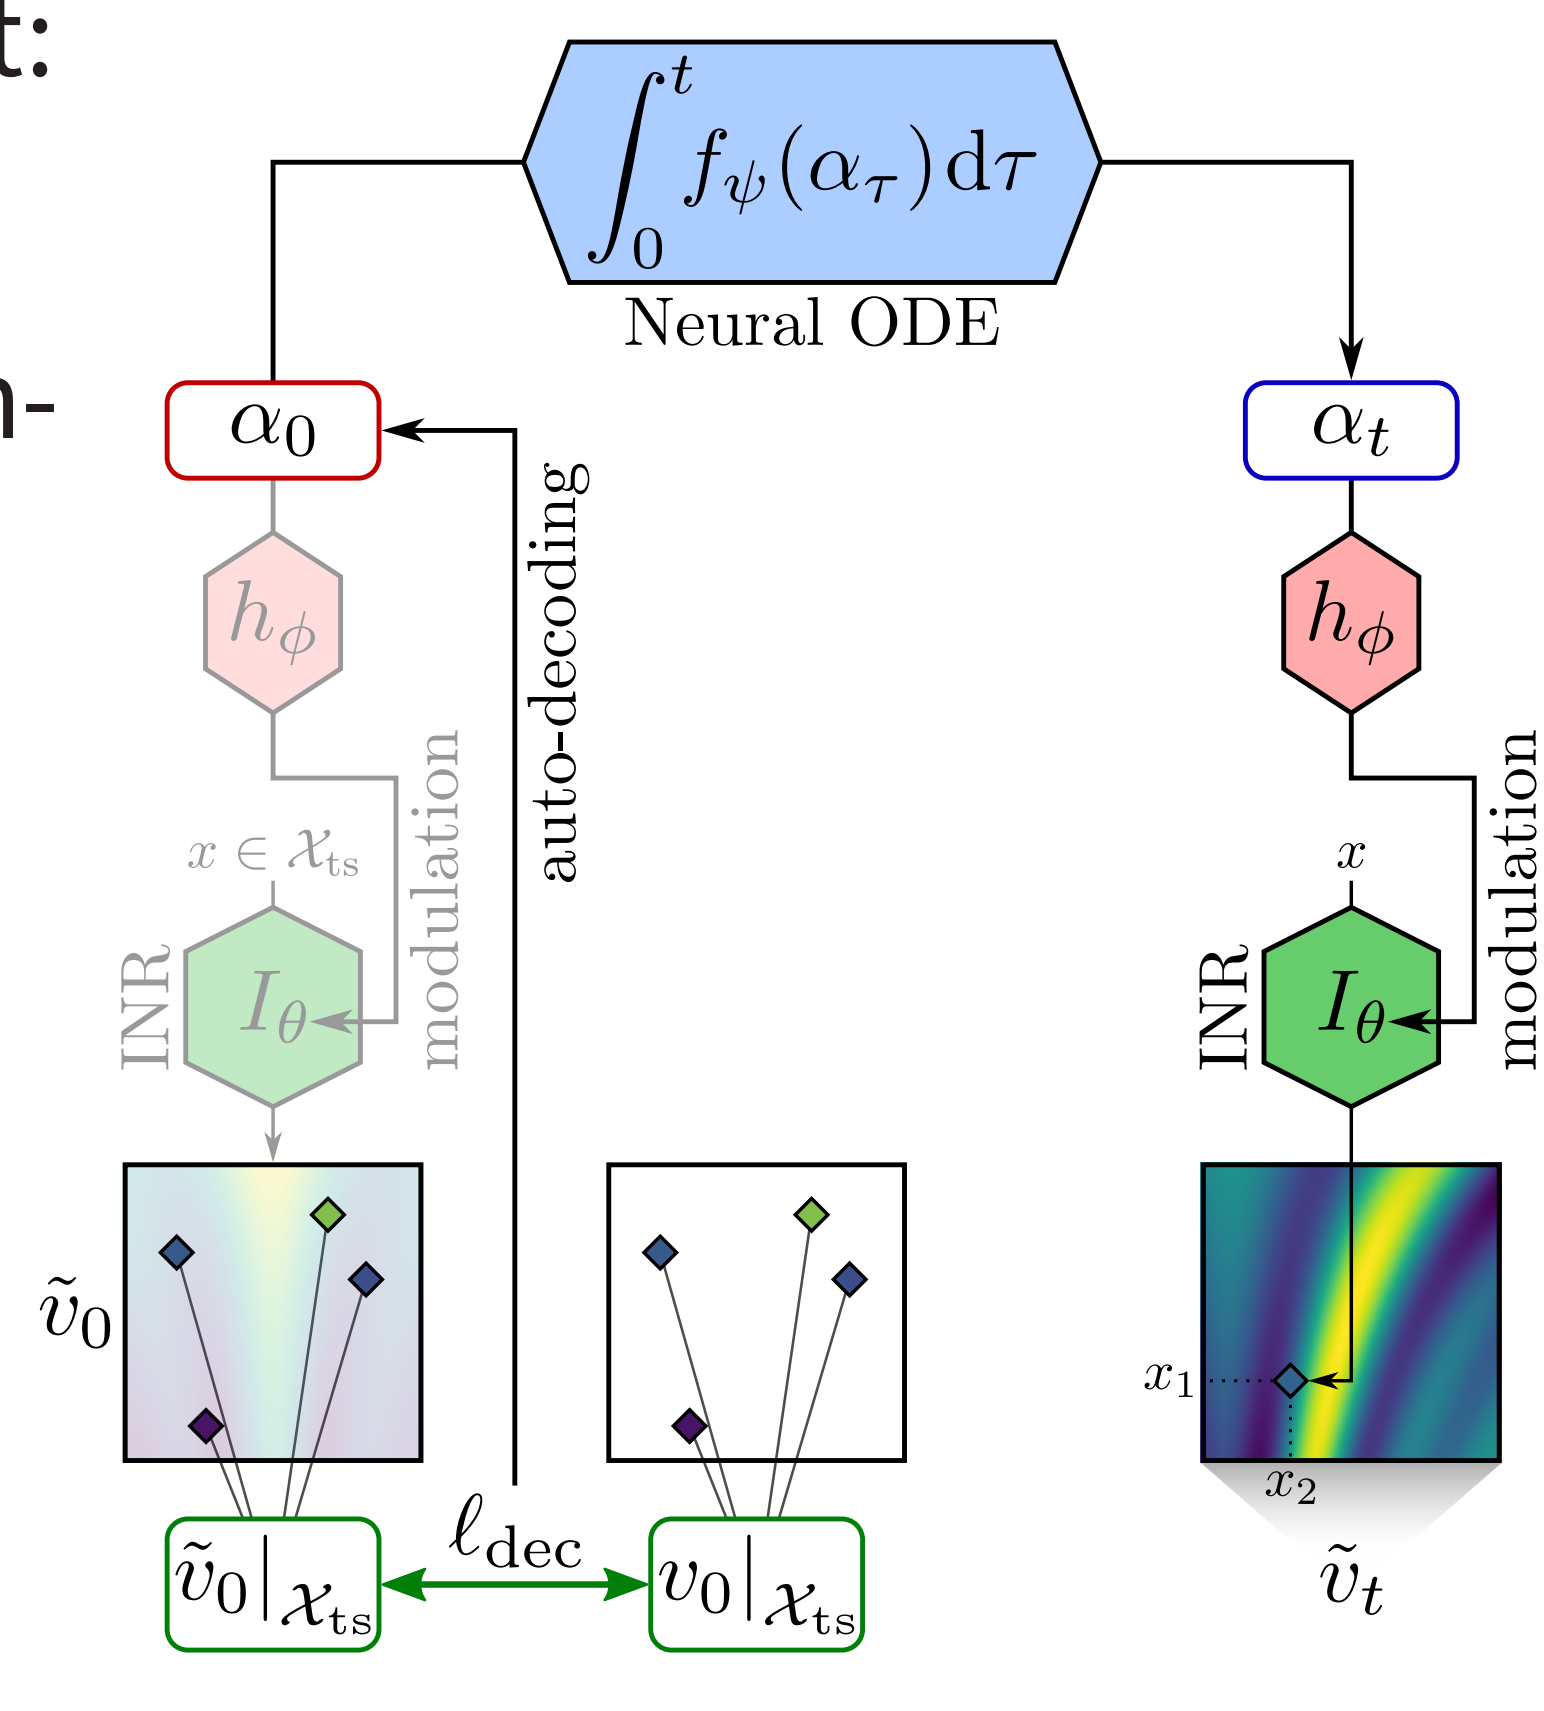 t:
∫₀ᵗ f_ψ(α_τ)dτ
Neural ODE
n-
α₀
α_t
auto-decoding
h_ϕ
h_ϕ
modulation
modulation
x ∈ 𝒳_ts
x
INR
I_θ
INR
I_θ
ṽ₀
x₁
x₂
ℓ_dec
ṽ₀|𝒳_ts
v₀|𝒳_ts
ṽ_t